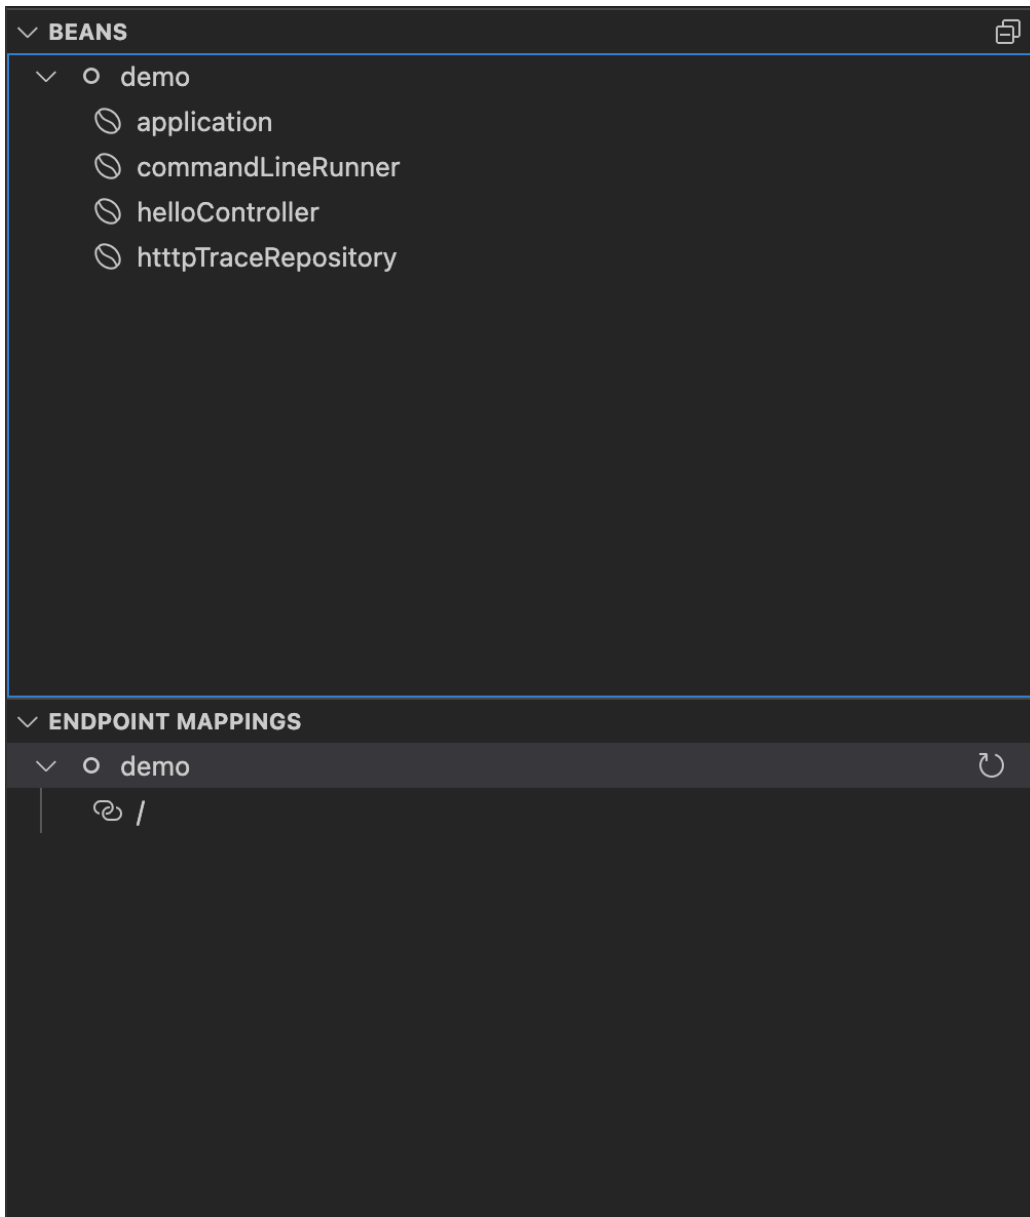 BEANS
demo
application
commandLineRunner
helloController
htttpTraceRepository
ENDPOINT MAPPINGS
demo
/